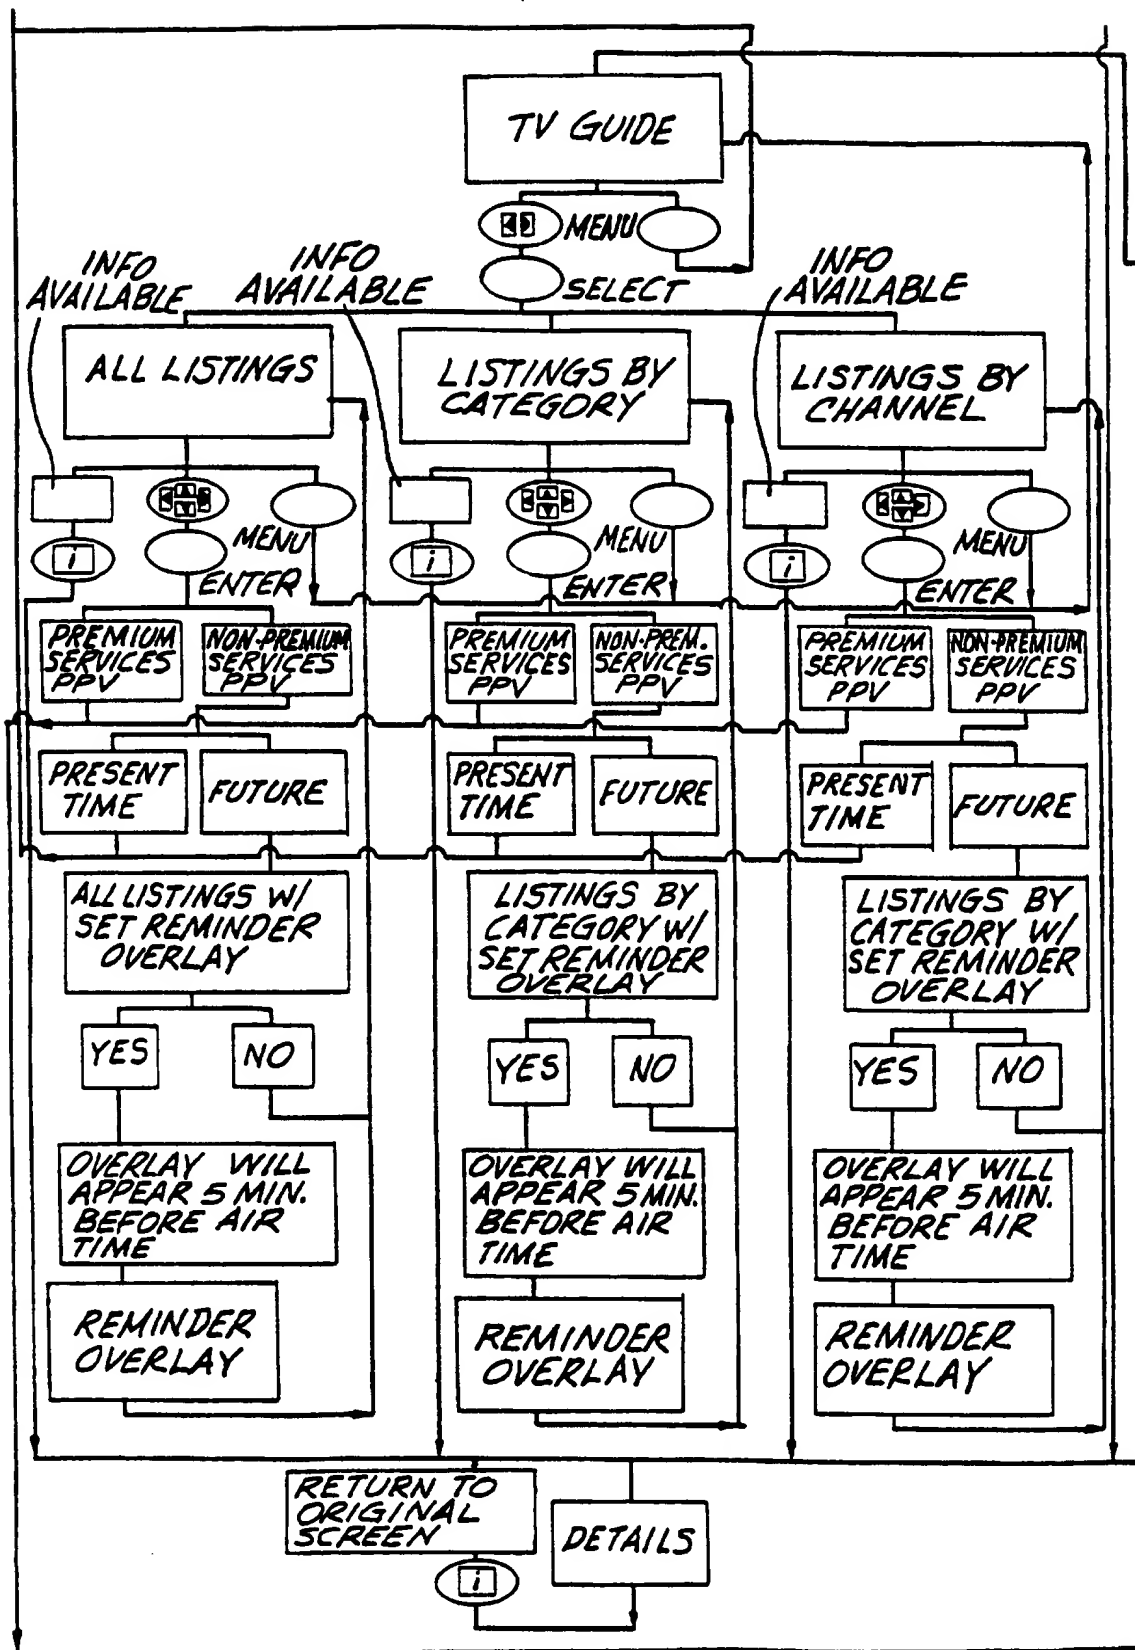 TV GUIDE
MENU
SELECT
INFO
AVAILABLE
INFO
AVAILABLE
INFO
AVAILABLE
ALL LISTINGS
LISTINGS BY
CATEGORY
LISTINGS BY
CHANNEL
i
MENU
ENTER
i
MENU
ENTER
i
MENU
ENTER
PREMIUM
SERVICES
PPV
NON-PREMIUM
SERVICES
PPV
PREMIUM
SERVICES
PPV
NON-PREM.
SERVICES
PPV
PREMIUM
SERVICES
PPV
NON-PREMIUM
SERVICES
PPV
PRESENT
TIME
FUTURE
PRESENT
TIME
FUTURE
PRESENT
TIME
FUTURE
ALL LISTINGS W/
SET REMINDER
OVERLAY
LISTINGS BY
CATEGORY W/
SET REMINDER
OVERLAY
LISTINGS BY
CATEGORY W/
SET REMINDER
OVERLAY
YES
NO
YES
NO
YES
NO
OVERLAY WILL
APPEAR 5 MIN.
BEFORE AIR
TIME
OVERLAY WILL
APPEAR 5 MIN.
BEFORE AIR
TIME
OVERLAY WILL
APPEAR 5 MIN.
BEFORE AIR
TIME
REMINDER
OVERLAY
REMINDER
OVERLAY
REMINDER
OVERLAY
RETURN TO
ORIGINAL
SCREEN
DETAILS
i